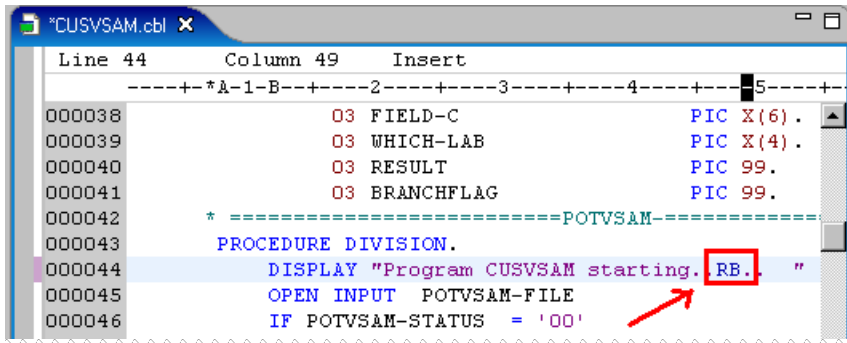 *CUSVSAM.cbl
Line 44 Column 49 Insert
----+-*A-1-B--+----2----+----3----+----4----+----5----+-
000038 03 FIELD-C PIC X(6).
000039 03 WHICH-LAB PIC X(4).
000040 03 RESULT PIC 99.
000041 03 BRANCHFLAG PIC 99.
000042 * ==========================POTVSAM-=============
000043 PROCEDURE DIVISION.
000044 DISPLAY "Program CUSVSAM starting..RB.. "
000045 OPEN INPUT POTVSAM-FILE
000046 IF POTVSAM-STATUS = '00'